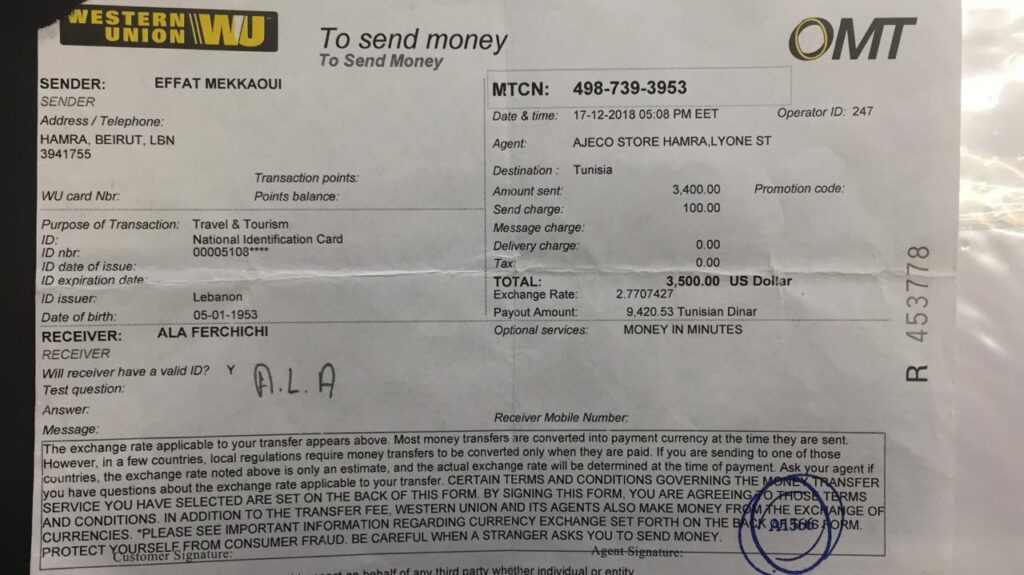 WESTERN UNION WU
OMT
To send money
To Send Money
SENDER: EFFAT MEKKAOUI
SENDER
Address / Telephone:
HAMRA, BEIRUT, LBN
3941755
Transaction points:
WU card Nbr: Points balance:
Purpose of Transaction: Travel & Tourism
ID: National Identification Card
ID nbr: 00005108****
ID date of issue:
ID expiration date:
ID issuer: Lebanon
Date of birth: 05-01-1953
RECEIVER: ALA FERCHICHI
RECEIVER
Will receiver have a valid ID? Y
A.L.A
Test question:
Answer:
Message:
MTCN: 498-739-3953
Date & time: 17-12-2018 05:08 PM EET Operator ID: 247
Agent: AJECO STORE HAMRA,LYONE ST
Destination : Tunisia
Amount sent: 3,400.00 Promotion code:
Send charge: 100.00
Message charge:
Delivery charge: 0.00
Tax: 0.00
TOTAL: 3,500.00 US Dollar
Exchange Rate: 2.7707427
Payout Amount: 9,420.53 Tunisian Dinar
Optional services: MONEY IN MINUTES
Receiver Mobile Number:
R 453778
The exchange rate applicable to your transfer appears above. Most money transfers are converted into payment currency at the time they are sent.
However, in a few countries, local regulations require money transfers to be converted only when they are paid. If you are sending to one of those
countries, the exchange rate noted above is only an estimate, and the actual exchange rate will be determined at the time of payment. Ask your agent if
you have questions about the exchange rate applicable to your transfer. CERTAIN TERMS AND CONDITIONS GOVERNING THE MONEY TRANSFER
SERVICE YOU HAVE SELECTED ARE SET ON THE BACK OF THIS FORM. BY SIGNING THIS FORM, YOU ARE AGREEING TO THOSE TERMS
AND CONDITIONS. IN ADDITION TO THE TRANSFER FEE, WESTERN UNION AND ITS AGENTS ALSO MAKE MONEY FROM THE EXCHANGE OF
CURRENCIES. *PLEASE SEE IMPORTANT INFORMATION REGARDING CURRENCY EXCHANGE SET FORTH ON THE BACK OF THIS FORM.
PROTECT YOURSELF FROM CONSUMER FRAUD. BE CAREFUL WHEN A STRANGER ASKS YOU TO SEND MONEY.
A1566
Customer Signature: Agent Signature:
on behalf of any third party whether individual or entity